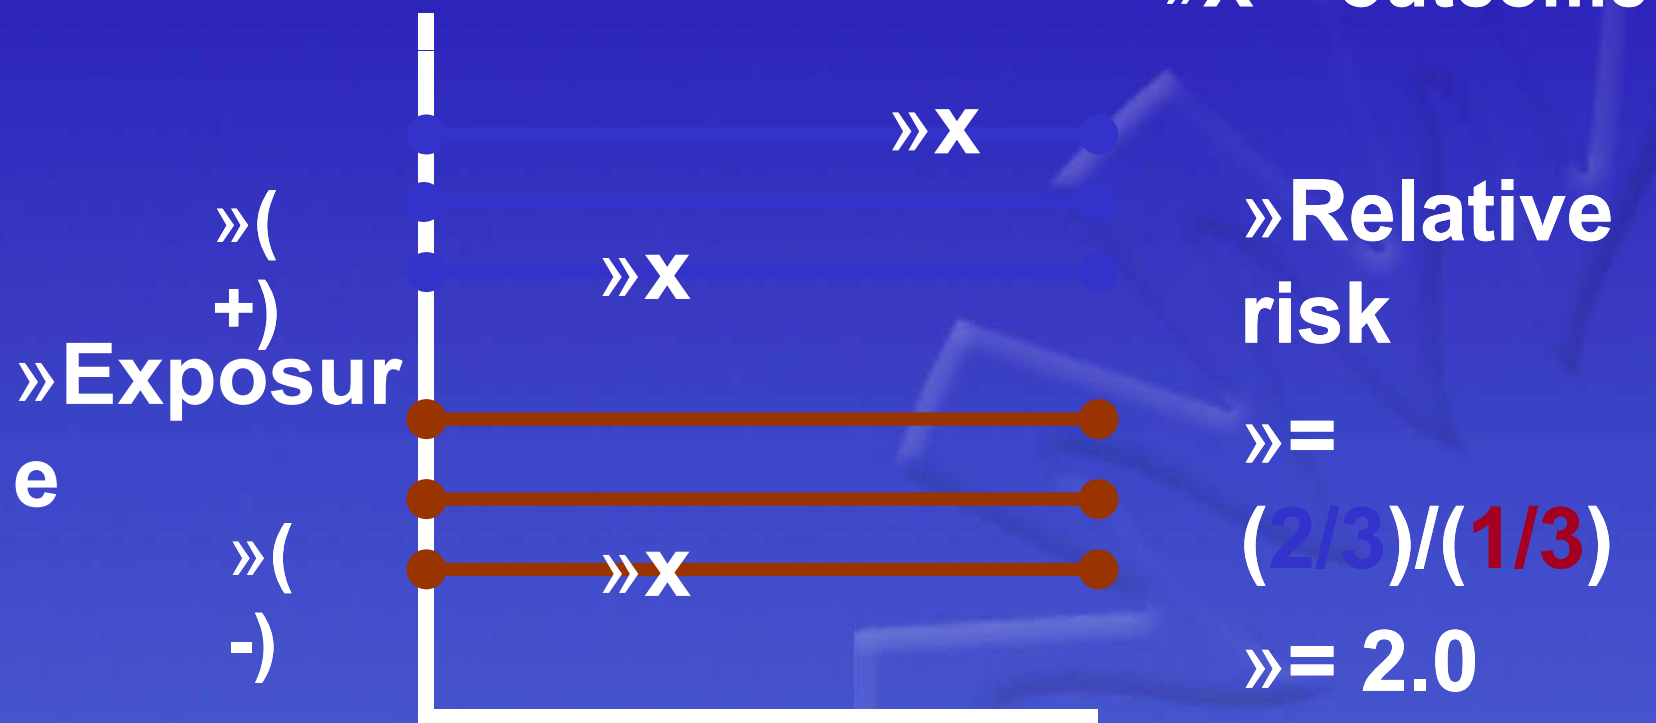 »x
»x
»(
+)
»Exposur
e
»(
-)
»x
»Relative
risk
»=
(2/3)/(1/3)
»= 2.0